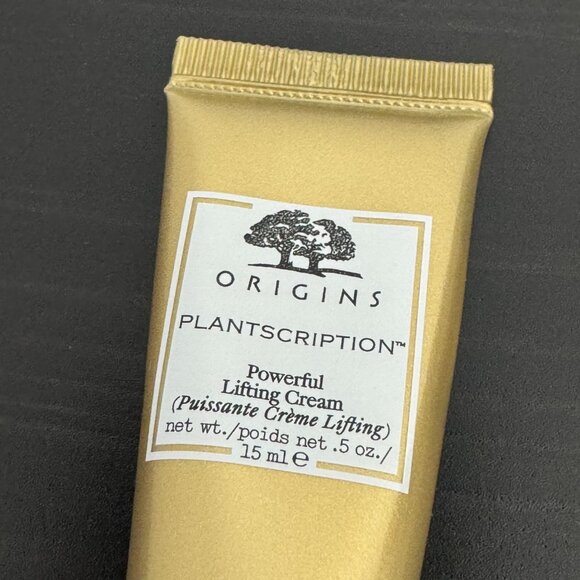 ORIGINS
PLANTSCRIPTION™
Powerful
Lifting Cream
(Puissante Crème Lifting)
net wt./poids net .5 oz./
15 ml e